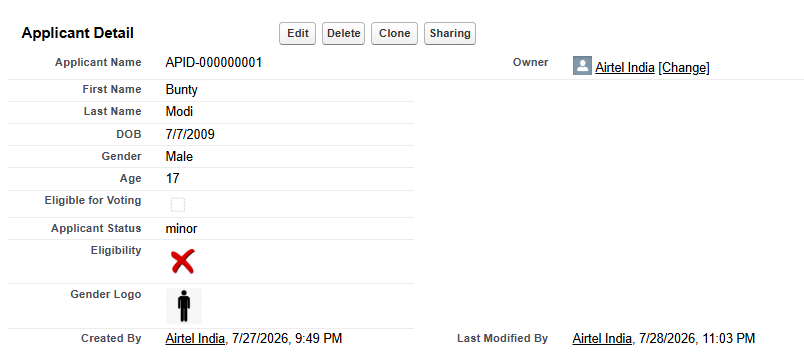 Applicant Detail Edit Delete Clone Sharing
Applicant Name APID-000000001 Owner Airtel India [Change]
First Name Bunty
Last Name Modi
DOB 7/7/2009
Gender Male
Age 17
Eligible for Voting
Applicant Status minor
Eligibility
Gender Logo
Created By Airtel India, 7/27/2026, 9:49 PM Last Modified By Airtel India, 7/28/2026, 11:03 PM